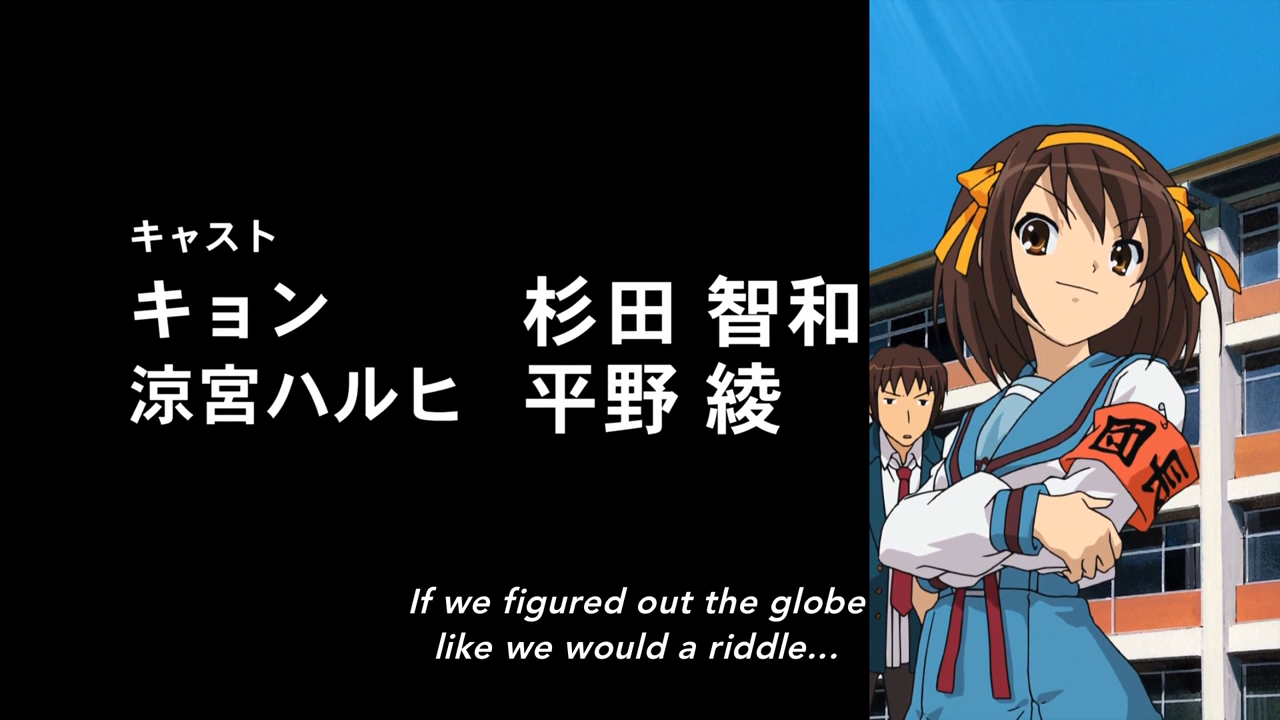 キャスト
キョン 杉田 智和
涼宮ハルヒ 平野 綾
団長
If we figured out the globe
like we would a riddle...